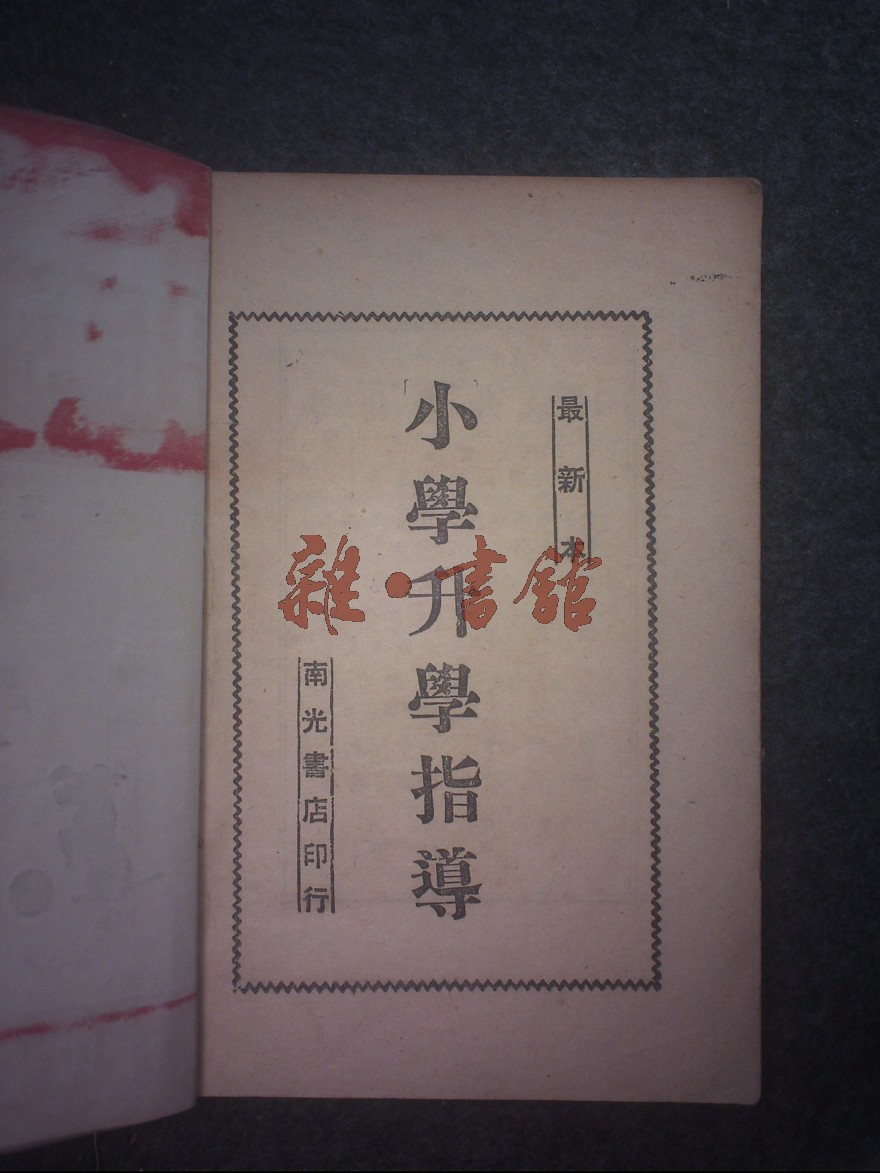 最新本
小學升學指導
南光書店印行
雜·書館